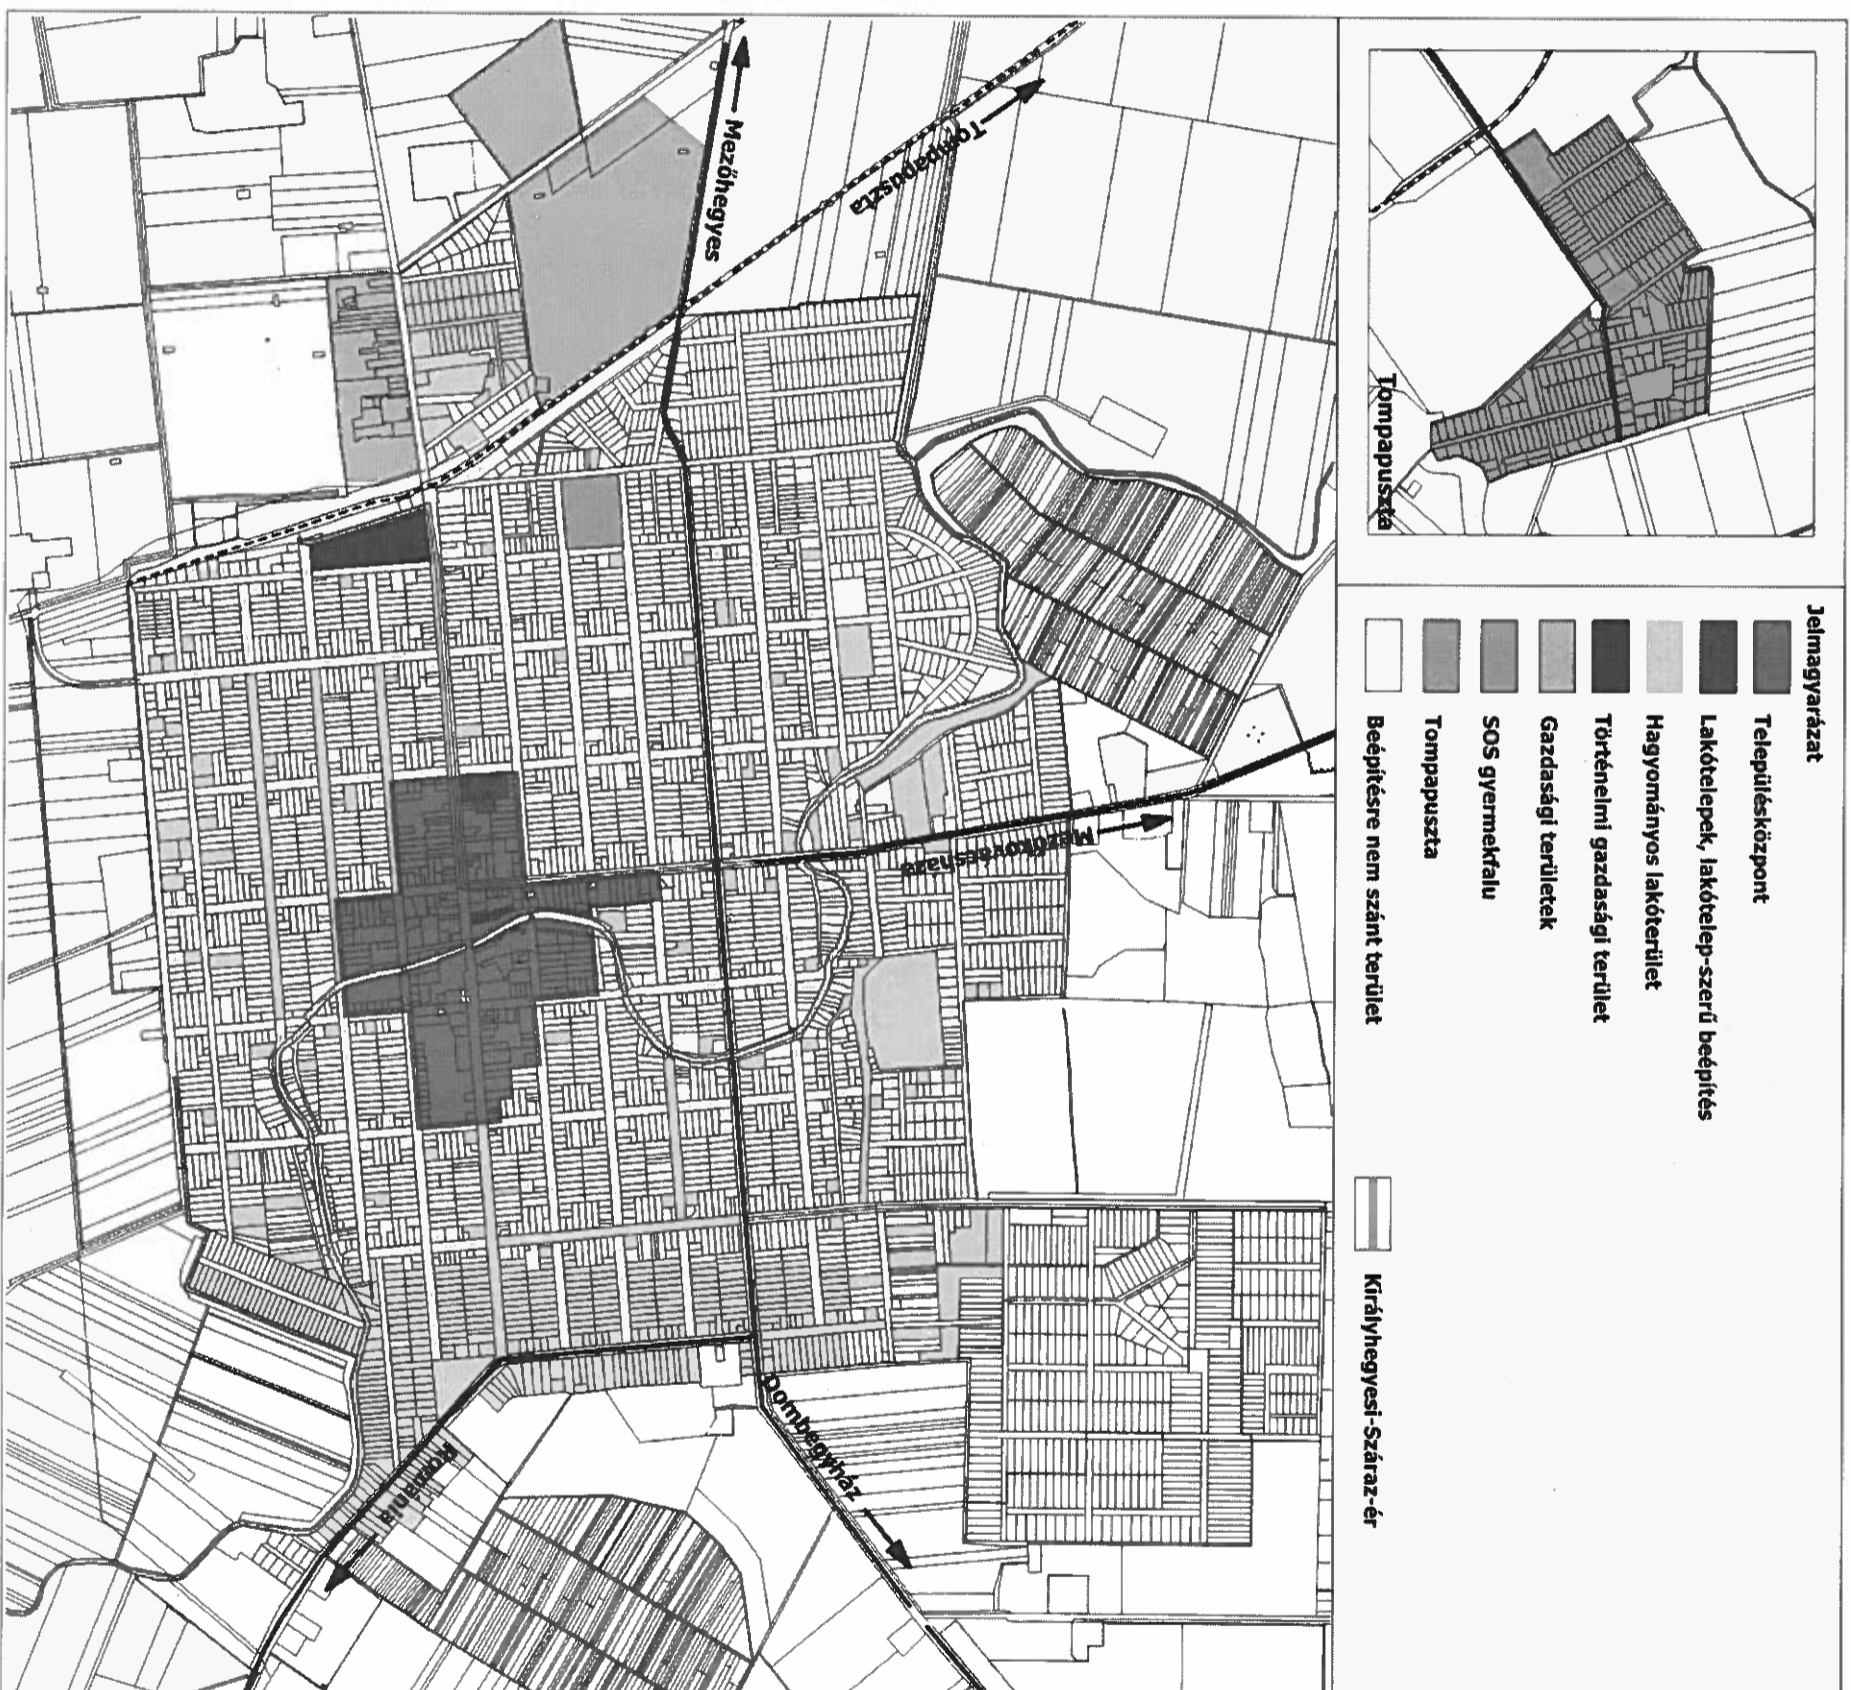 Tompapuszta
Jelmagyarázat
Településközpont
Lakótelepek, lakótelep-szerű beépítés
Hagyományos lakóterület
Történelmi gazdasági terület
Gazdasági területek
SOS gyermekfalu
Tompapuszta
Beépítésre nem szánt terület
Királyhegyesi-Száraz-ér
Mezőhegyes
Tompapuszta
Mezőkovácsháza
Dombegyház
Románia